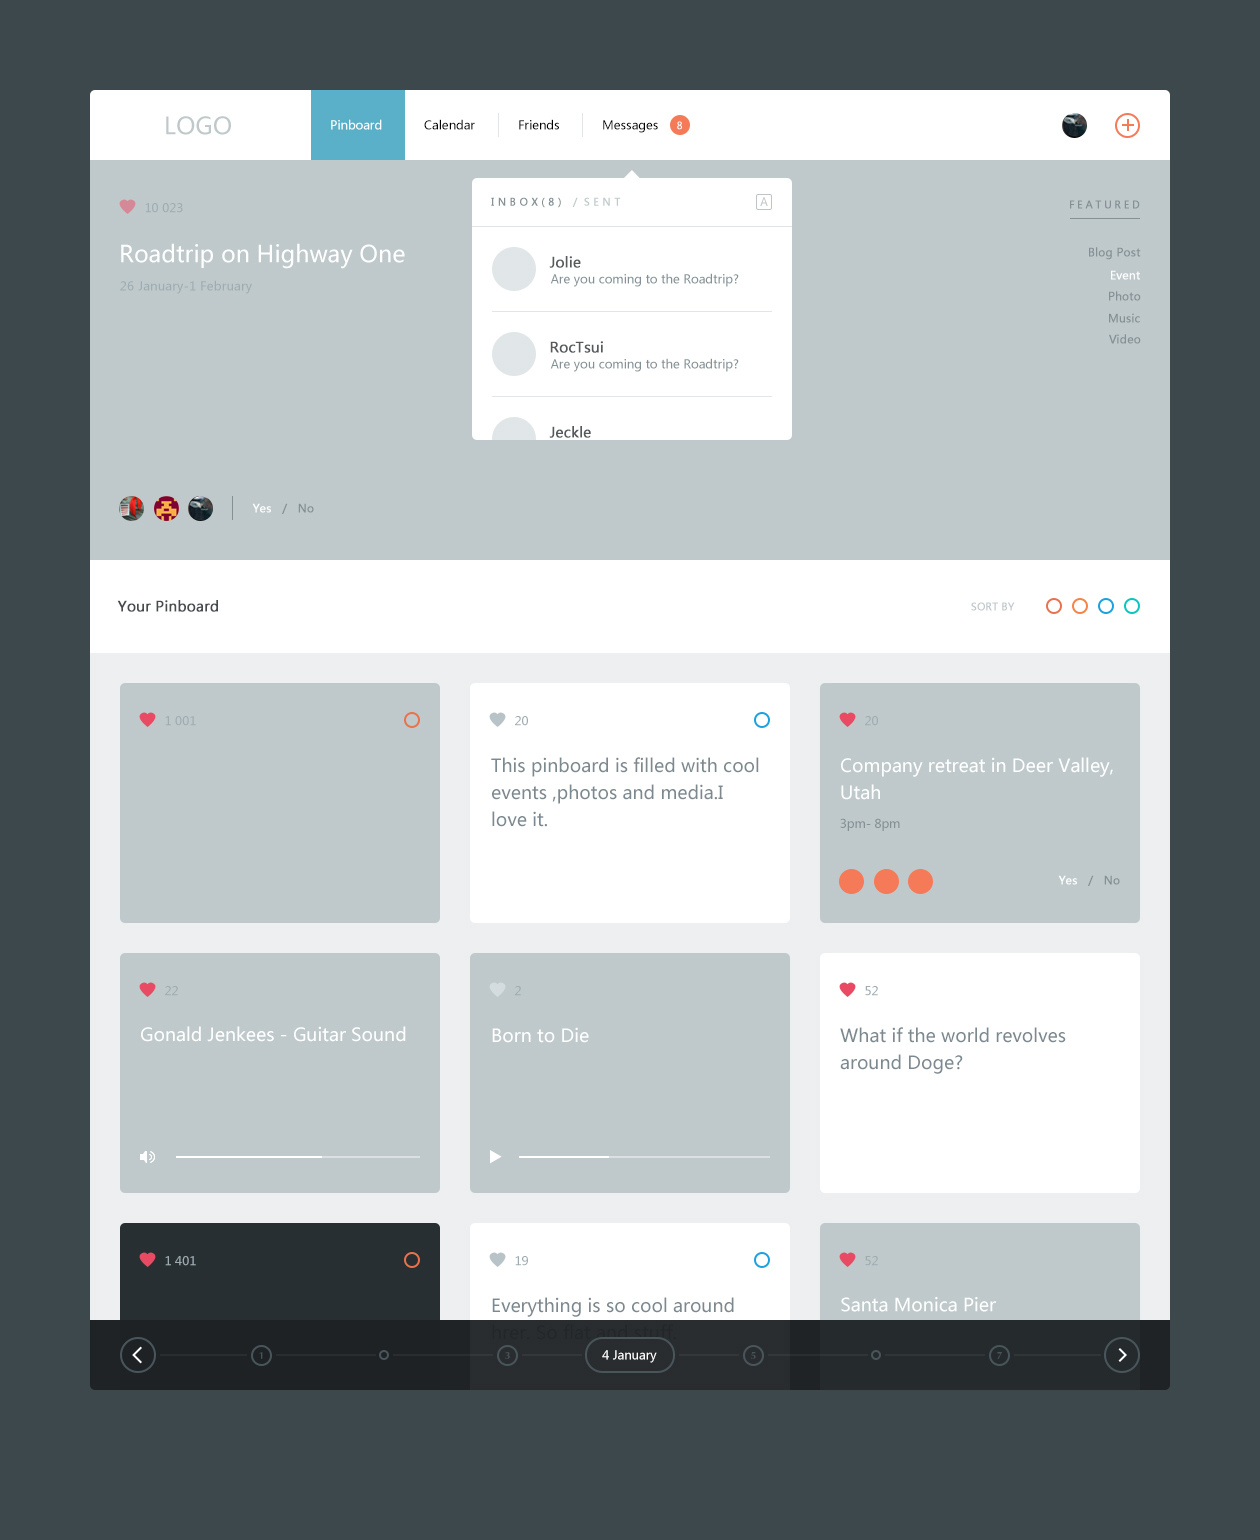 LOGO
Pinboard
Calendar
Friends
Messages
8
10 023
Roadtrip on Highway One
26 January-1 February
INBOX(8) / SENT
A
Jolie
Are you coming to the Roadtrip?
RocTsui
Are you coming to the Roadtrip?
Jeckle
FEATURED
Blog Post
Event
Photo
Music
Video
Yes / No
Your Pinboard
SORT BY
1 001
20
This pinboard is filled with cool
events ,photos and media.I
love it.
20
Company retreat in Deer Valley,
Utah
3pm- 8pm
Yes / No
22
Gonald Jenkees - Guitar Sound
2
Born to Die
52
What if the world revolves
around Doge?
1 401
19
Everything is so cool around
hrer. So flat and stuff.
52
Santa Monica Pier
1
3
4 January
5
7